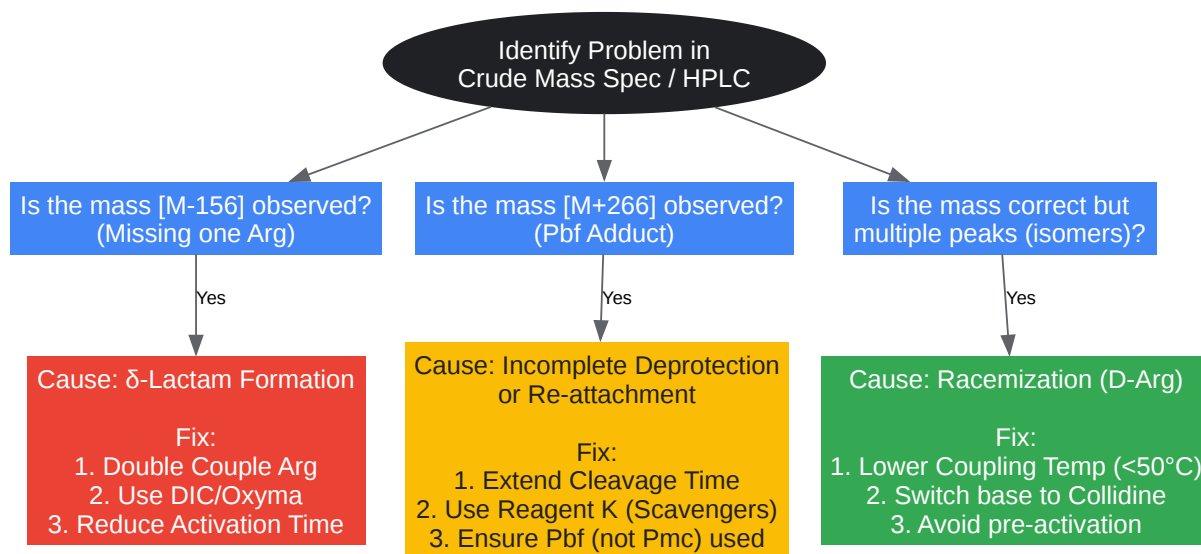 Identify Problem in
Crude Mass Spec / HPLC
Is the mass [M-156] observed?
(Missing one Arg)
Is the mass [M+266] observed?
(Pbf Adduct)
Is the mass correct but
multiple peaks (isomers)?
Yes
Yes
Yes
Cause: δ-Lactam Formation
Fix:
1. Double Couple Arg
2. Use DIC/Oxyma
3. Reduce Activation Time
Cause: Incomplete Deprotection
or Re-attachment
Fix:
1. Extend Cleavage Time
2. Use Reagent K (Scavengers)
3. Ensure Pbf (not Pmc) used
Cause: Racemization (D-Arg)
Fix:
1. Lower Coupling Temp (<50°C)
2. Switch base to Collidine
3. Avoid pre-activation